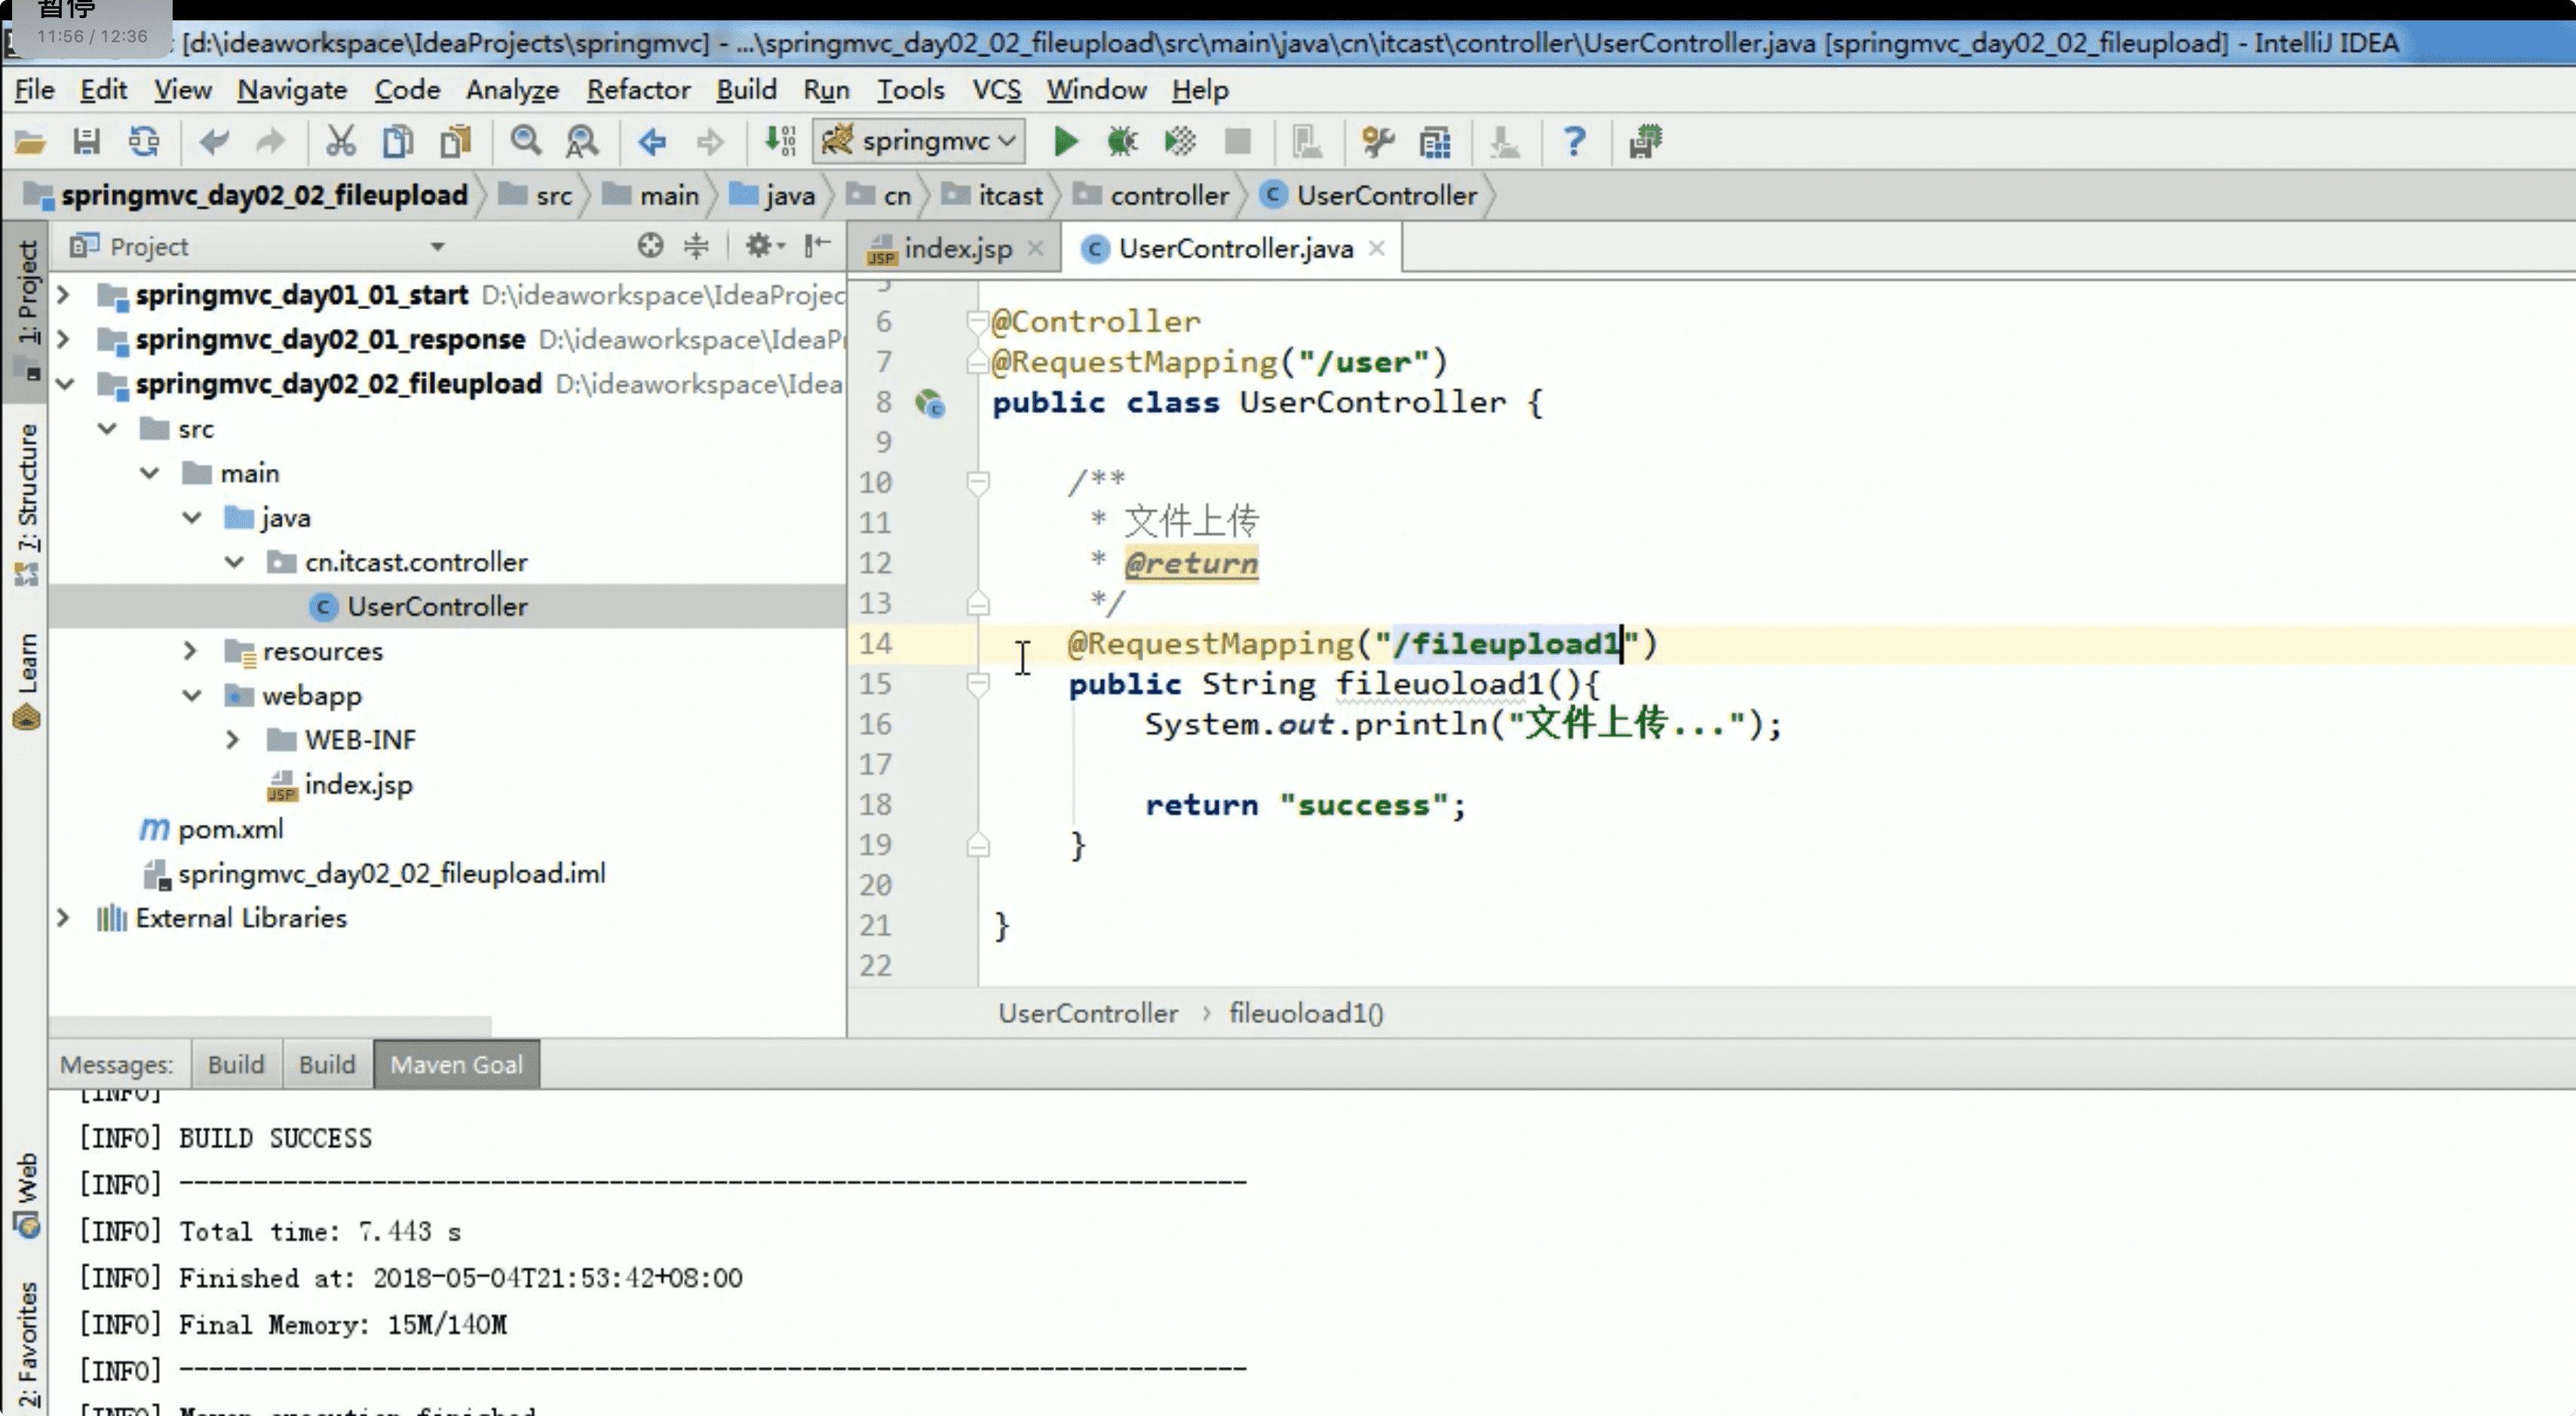 暂停
11:56 / 12:36
[d:\ideaworkspace\IdeaProjects\springmvc] - ...\springmvc_day02_02_fileupload\src\main\java\cn\itcast\controller\UserController.java [springmvc_day02_02_fileupload] - IntelliJ IDEA
File Edit View Navigate Code Analyze Refactor Build Run Tools VCS Window Help
springmvc
springmvc_day02_02_fileupload src main java cn itcast controller UserController
1: Project
7: Structure
Learn
Web
2: Favorites
Project
springmvc_day01_01_start D:\ideaworkspace\IdeaProjec
springmvc_day02_01_response D:\ideaworkspace\IdeaP
springmvc_day02_02_fileupload D:\ideaworkspace\Idea
src
main
java
cn.itcast.controller
UserController
resources
webapp
WEB-INF
index.jsp
pom.xml
springmvc_day02_02_fileupload.iml
External Libraries
index.jsp UserController.java
5
6 @Controller
7 @RequestMapping("/user")
8 public class UserController {
9
10 /**
11 * 文件上传
12 * @return
13 */
14 @RequestMapping("/fileupload1")
15 public String fileuoload1(){
16 System.out.println("文件上传...");
17
18 return "success";
19 }
20
21 }
22
UserController › fileuoload1()
Messages: Build Build Maven Goal
[INFO]
[INFO] BUILD SUCCESS
[INFO] ------------------------------------------------------------------------
[INFO] Total time: 7.443 s
[INFO] Finished at: 2018-05-04T21:53:42+08:00
[INFO] Final Memory: 15M/140M
[INFO] ------------------------------------------------------------------------
[INFO] Maven execution finished